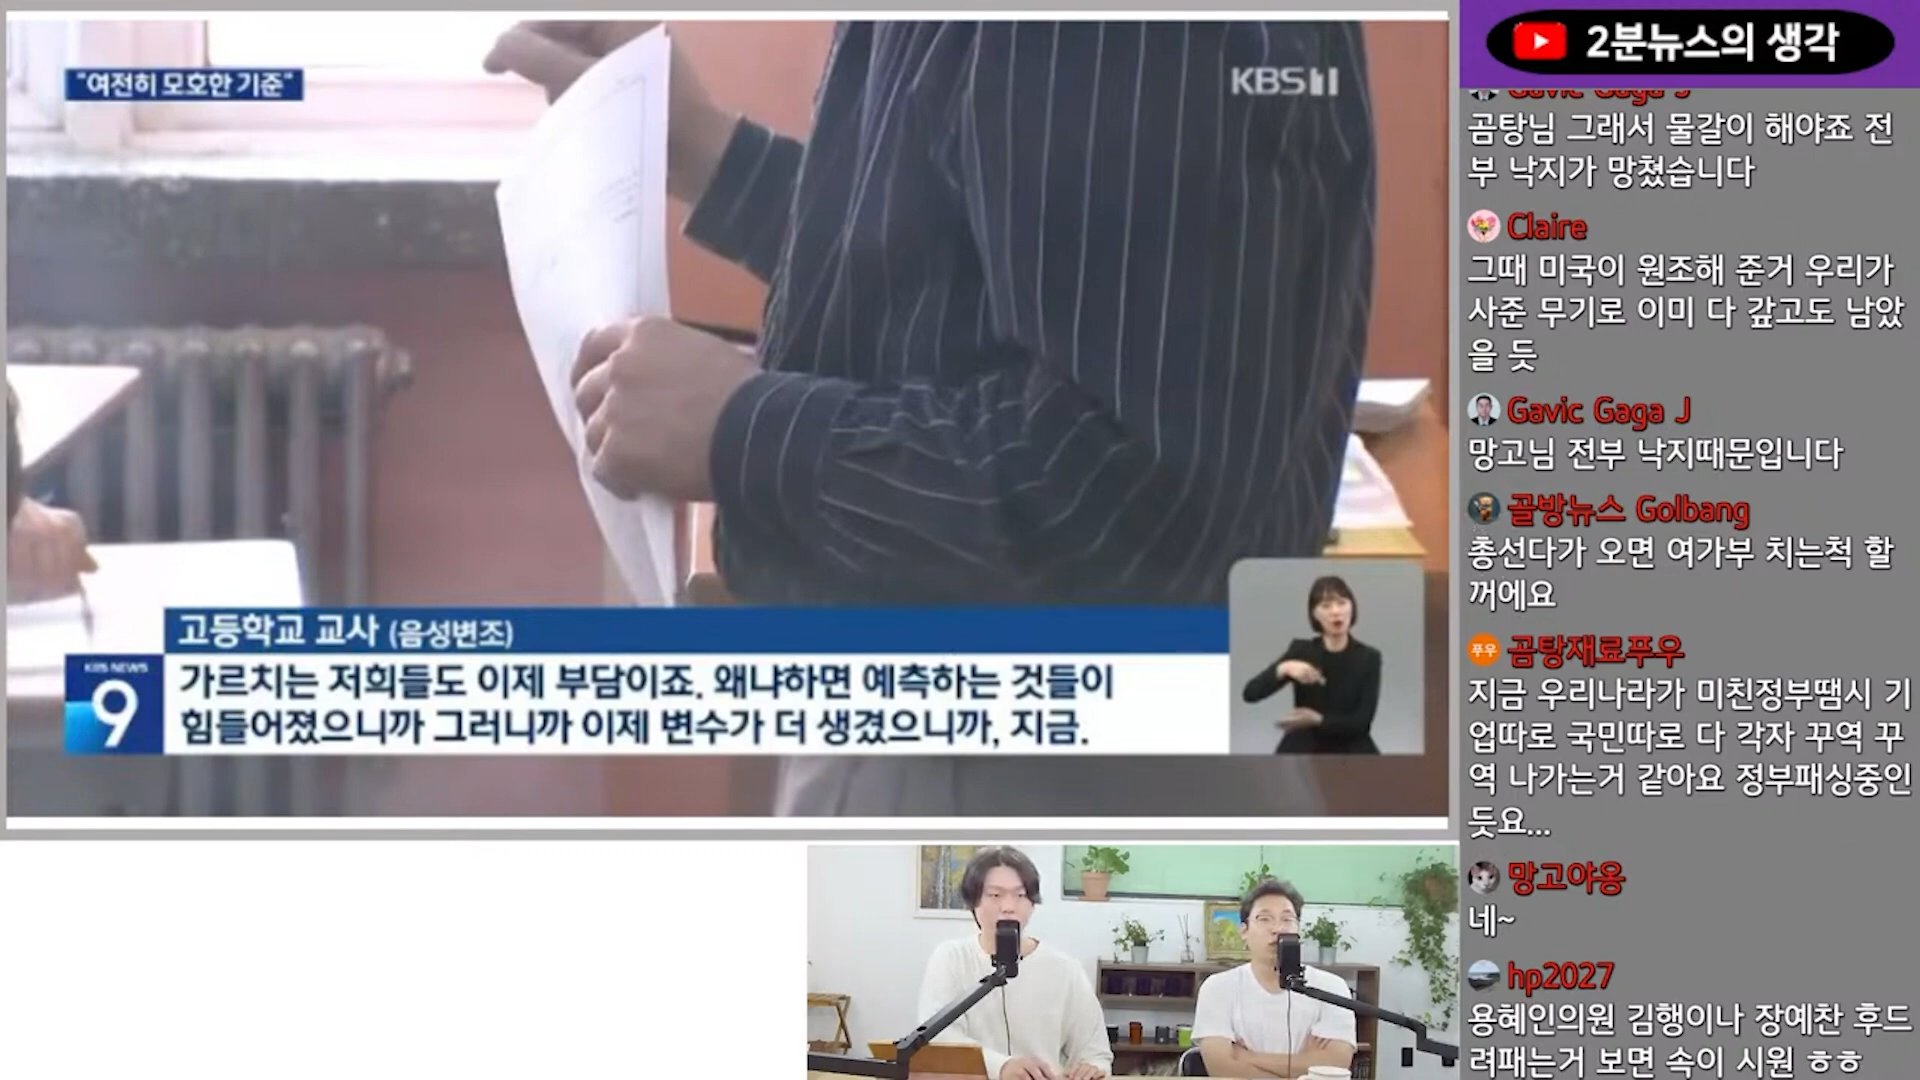 "여전히 모호한 기준"
KBS 1
고등학교 교사 (음성변조)
KBS NEWS
9
가르치는 저희들도 이제 부담이죠. 왜냐하면 예측하는 것들이
힘들어졌으니까 그러니까 이제 변수가 더 생겼으니까, 지금.
2분뉴스의 생각
Gavic Gaga J
곰탕님 그래서 물갈이 해야죠 전
부 낙지가 망쳤습니다
Claire
그때 미국이 원조해 준거 우리가
사준 무기로 이미 다 갚고도 남았
을 듯
Gavic Gaga J
망고님 전부 낙지때문입니다
골방뉴스 Golbang
총선다가 오면 여가부 치는척 할
꺼에요
푸우
곰탕재료푸우
지금 우리나라가 미친정부땜시 기
업따로 국민따로 다 각자 꾸역 꾸
역 나가는거 같아요 정부패싱중인
듯요...
망고야옹
네~
hp2027
용혜인의원 김행이나 장예찬 후드
려패는거 보면 속이 시원 ㅎㅎ